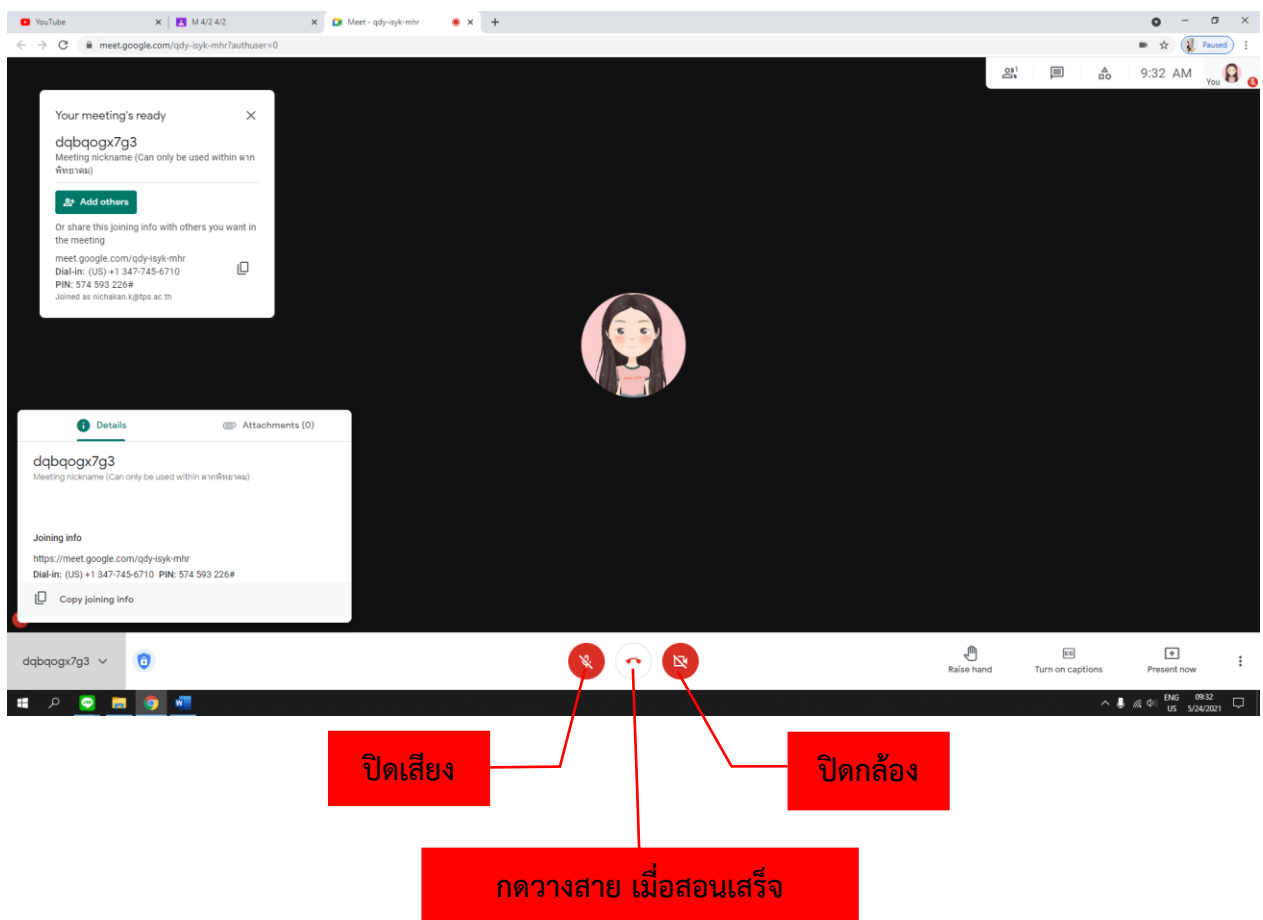 YouTube
M 4/2 4/2
Meet - qdy-isyk-mhr
meet.google.com/qdy-isyk-mhr?authuser=0
Paused
1
9:32 AM
You
Your meeting's ready
dqbqogx7g3
Meeting nickname (Can only be used within ตาก
พิทยาคม)
Add others
Or share this joining info with others you want in
the meeting
meet.google.com/qdy-isyk-mhr
Dial-in: (US) +1 347-745-6710
PIN: 574 593 226#
Joined as nichakan.k@tps.ac.th
Details
Attachments (0)
dqbqogx7g3
Meeting nickname (Can only be used within ตากพิทยาคม)
Joining info
https://meet.google.com/qdy-isyk-mhr
Dial-in: (US) +1 347-745-6710 PIN: 574 593 226#
Copy joining info
dqbqogx7g3
Raise hand
CC
Turn on captions
Present now
LINE
W
ENG
US
09:32
5/24/2021
ปิดเสียง
ปิดกล้อง
กดวางสาย เมื่อสอนเสร็จ